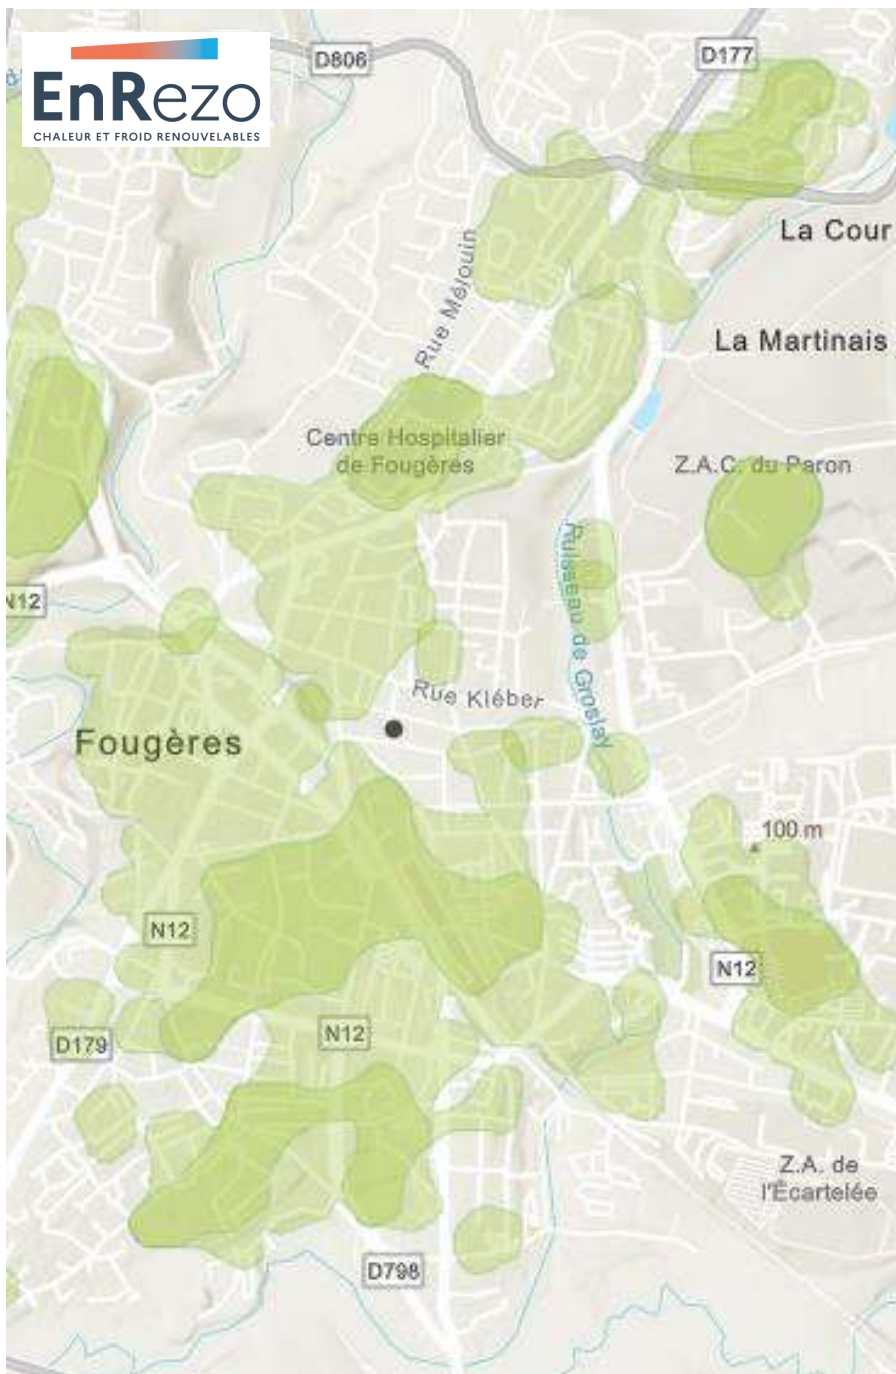 EnRezo
CHALEUR ET FROID RENOUVELABLES
D806
D177
La Cour
Rue Méjouin
La Martinais
Centre Hospitalier
de Fougères
Z.A.C. du Paron
N12
Ruisseau de Groslay
Rue Kléber
Fougères
100 m
N12
N12
N12
D179
Z.A. de
l'Écartelée
D798